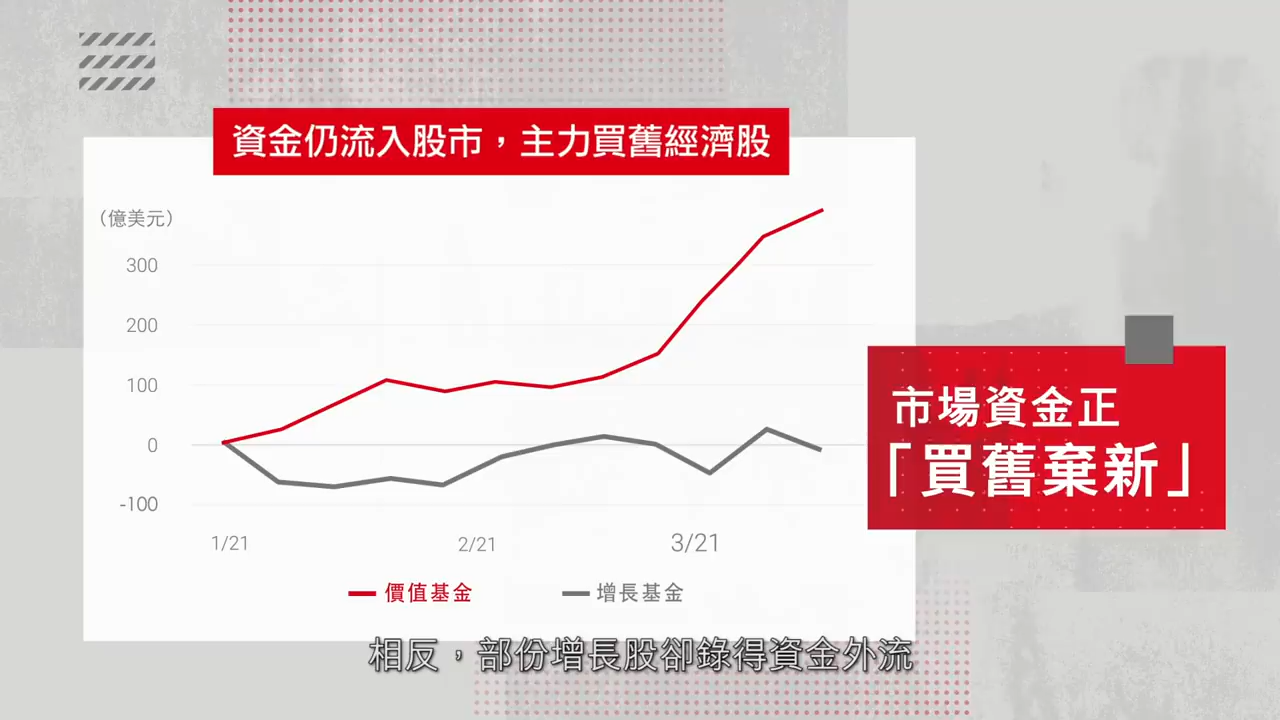 資金仍流入股市，主力買舊經濟股
（億美元）
300
200
100
0
-100
1/21
2/21
3/21
價值基金
增長基金
市場資金正
「買舊棄新」
相反，部份增長股卻錄得資金外流